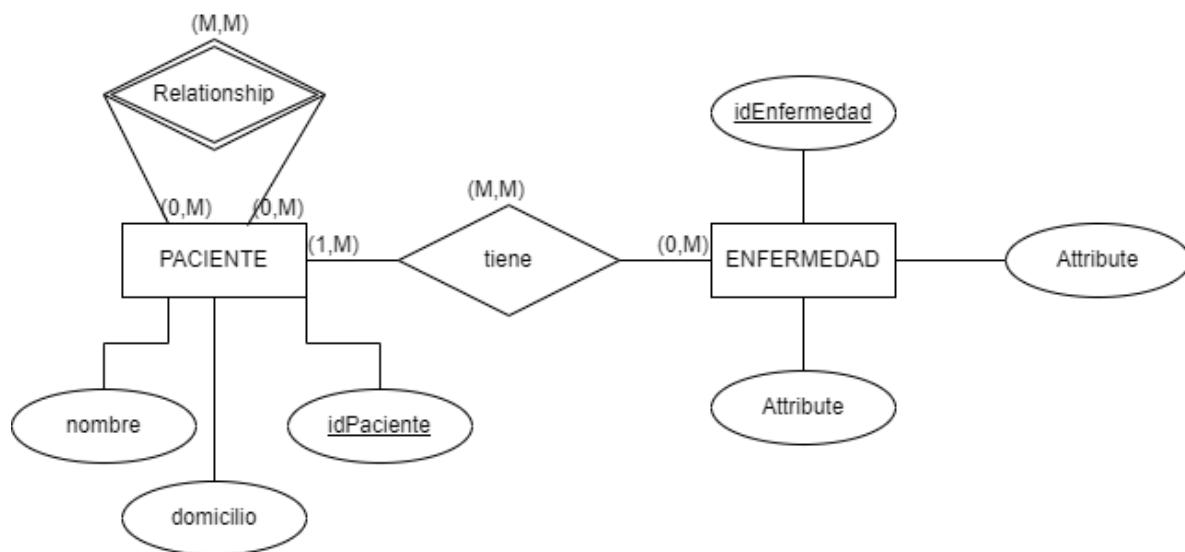 (M,M)
Relationship
idEnfermedad
(M,M)
(0,M) (0,M)
(1,M)
(0,M)
PACIENTE
tiene
ENFERMEDAD
Attribute
nombre
idPaciente
Attribute
domicilio